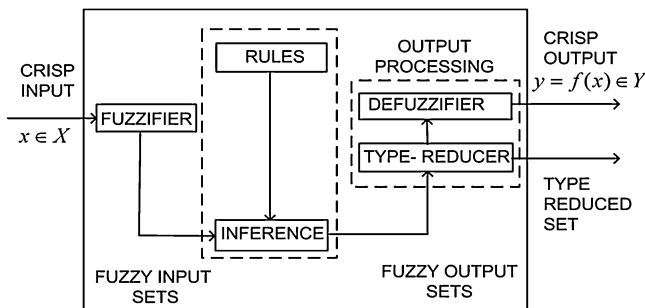 CRISP
INPUT
x ∈ X
FUZZIFIER
RULES
INFERENCE
FUZZY INPUT
SETS
OUTPUT
PROCESSING
DEFUZZIFIER
TYPE- REDUCER
FUZZY OUTPUT
SETS
CRISP
OUTPUT
y = f(x) ∈ Y
TYPE
REDUCED
SET